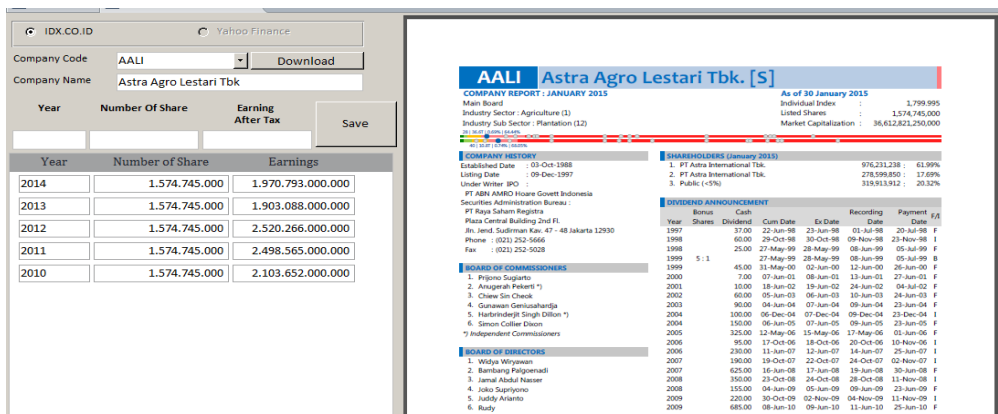 IDX.CO.ID Yahoo Finance
Company Code AALI Download
Company Name Astra Agro Lestari Tbk
Year Number Of Share Earning After Tax Save
Year Number of Share Earnings
2014 1.574.745.000 1.970.793.000.000
2013 1.574.745.000 1.903.088.000.000
2012 1.574.745.000 2.520.266.000.000
2011 1.574.745.000 2.498.565.000.000
2010 1.574.745.000 2.103.652.000.000
AALI Astra Agro Lestari Tbk. [S]
COMPANY REPORT : JANUARY 2015 As of 30 January 2015
Main Board Individual Index : 1,799.995
Industry Sector : Agriculture (1) Listed Shares : 1,574,745,000
Industry Sub Sector : Plantation (12) Market Capitalization : 36,612,821,250,000
COMPANY HISTORY
Established Date : 03-Oct-1988
Listing Date : 09-Dec-1997
Under Writer IPO :
PT ABN AMRO Hoare Govett Indonesia
Securities Administration Bureau :
PT Raya Saham Registra
Plaza Central Building 2nd Fl.
Jln. Jend. Sudirman Kav. 47 - 48 Jakarta 12930
Phone : (021) 252-5666
Fax : (021) 252-5028
BOARD OF COMMISSIONERS
1. Prijono Sugiarto
2. Anugerah Pekerti *)
3. Chiew Sin Cheok
4. Gunawan Geniusahardja
5. Harbrinderjit Singh Dillon *)
6. Simon Collier Dixon
*) Independent Commissioners
BOARD OF DIRECTORS
1. Widya Wiryawan
2. Bambang Palgoenadi
3. Jamal Abdul Nasser
4. Joko Supriyono
5. Juddy Arianto
6. Rudy
SHAREHOLDERS (January 2015)
1. PT Astra International Tbk. 976,231,238 : 61.99%
2. PT Astra International Tbk. 278,599,850 : 17.69%
3. Public (<5%) 319,913,912 : 20.32%
DIVIDEND ANNOUNCEMENT
Year Bonus Shares Cash Dividend Cum Date Ex Date Recording Date Payment Date F/I
1997 37.00 22-Jun-98 23-Jun-98 01-Jul-98 20-Jul-98 F
1998 60.00 29-Oct-98 30-Oct-98 09-Nov-98 23-Nov-98 I
1998 25.00 27-May-99 28-May-99 08-Jun-99 05-Jul-99 F
1999 5 : 1 27-May-99 28-May-99 08-Jun-99 05-Jul-99 B
1999 45.00 31-May-00 02-Jun-00 12-Jun-00 26-Jun-00 F
2000 7.00 07-Jun-01 08-Jun-01 13-Jun-01 27-Jun-01 F
2001 10.00 18-Jun-02 19-Jun-02 24-Jun-02 04-Jul-02 F
2002 60.00 05-Jun-03 06-Jun-03 10-Jun-03 24-Jun-03 F
2003 90.00 04-Jun-04 07-Jun-04 09-Jun-04 23-Jun-04 F
2004 100.00 06-Dec-04 07-Dec-04 09-Dec-04 23-Dec-04 I
2004 150.00 06-Jun-05 07-Jun-05 09-Jun-05 23-Jun-05 F
2005 325.00 12-May-06 15-May-06 17-May-06 01-Jun-06 F
2006 95.00 17-Oct-06 18-Oct-06 20-Oct-06 10-Nov-06 I
2006 230.00 11-Jun-07 12-Jun-07 14-Jun-07 25-Jun-07 I
2007 190.00 19-Oct-07 22-Oct-07 24-Oct-07 02-Nov-07 I
2007 625.00 16-Jun-08 17-Jun-08 19-Jun-08 30-Jun-08 F
2008 350.00 23-Oct-08 24-Oct-08 28-Oct-08 11-Nov-08 I
2008 155.00 04-Jun-09 05-Jun-09 09-Jun-09 23-Jun-09 F
2009 220.00 30-Oct-09 02-Nov-09 04-Nov-09 11-Nov-09 I
2009 685.00 08-Jun-10 09-Jun-10 11-Jun-10 25-Jun-10 F